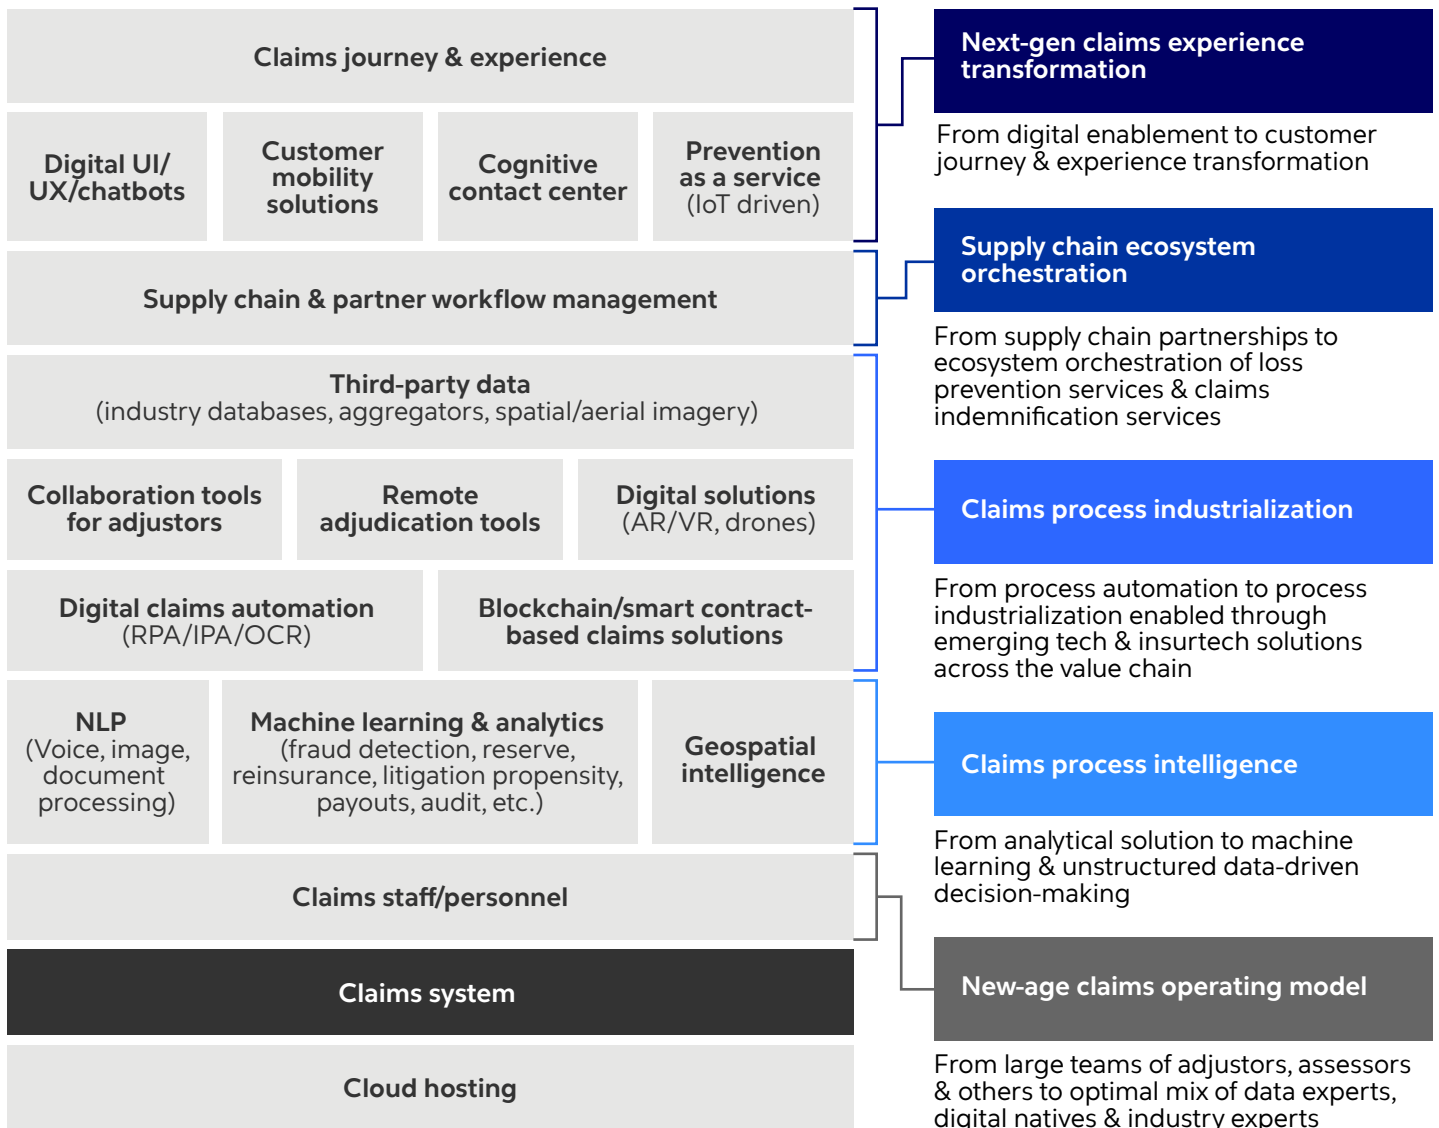 Claims journey & experience
Digital UI/
UX/chatbots
Customer
mobility
solutions
Cognitive
contact center
Prevention
as a service
(IoT driven)
Supply chain & partner workflow management
Third-party data
(industry databases, aggregators, spatial/aerial imagery)
Collaboration tools
for adjustors
Remote
adjudication tools
Digital solutions
(AR/VR, drones)
Digital claims automation
(RPA/IPA/OCR)
Blockchain/smart contract-
based claims solutions
NLP
(Voice, image,
document
processing)
Machine learning & analytics
(fraud detection, reserve,
reinsurance, litigation propensity,
payouts, audit, etc.)
Geospatial
intelligence
Claims staff/personnel
Claims system
Cloud hosting
Next-gen claims experience
transformation
From digital enablement to customer
journey & experience transformation
Supply chain ecosystem
orchestration
From supply chain partnerships to
ecosystem orchestration of loss
prevention services & claims
indemnification services
Claims process industrialization
From process automation to process
industrialization enabled through
emerging tech & insurtech solutions
across the value chain
Claims process intelligence
From analytical solution to machine
learning & unstructured data-driven
decision-making
New-age claims operating model
From large teams of adjustors, assessors
& others to optimal mix of data experts,
digital natives & industry experts